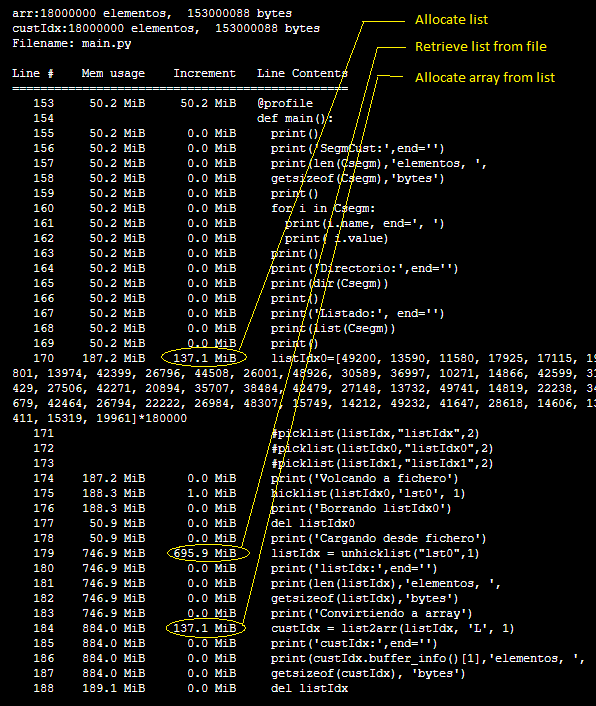 arr:18000000 elementos,  153000088 bytes
custIdx:18000000 elementos,  153000088 bytes
Filename: main.py
Allocate list
Retrieve list from file
Allocate array from list
Line #    Mem usage    Increment   Line Contents
================================================
153     50.2 MiB     50.2 MiB   @profile
154                             def main():
155     50.2 MiB      0.0 MiB     print()
156     50.2 MiB      0.0 MiB     print('SegmCust:',end='')
157     50.2 MiB      0.0 MiB     print(len(Csegm),'elementos, ',
158     50.2 MiB      0.0 MiB     getsizeof(Csegm),'bytes')
159     50.2 MiB      0.0 MiB     print()
160     50.2 MiB      0.0 MiB     for i in Csegm:
161     50.2 MiB      0.0 MiB       print(i.name, end=', ')
162     50.2 MiB      0.0 MiB       print( i.value)
163     50.2 MiB      0.0 MiB     print()
164     50.2 MiB      0.0 MiB     print('Directorio:',end='')
165     50.2 MiB      0.0 MiB     print(dir(Csegm))
166     50.2 MiB      0.0 MiB     print()
167     50.2 MiB      0.0 MiB     print('Listado:',end='')
168     50.2 MiB      0.0 MiB     print(list(Csegm))
169     50.2 MiB      0.0 MiB     print()
170    187.2 MiB    137.1 MiB     listIdx0=[49200, 13590, 11580, 17925, 17115,
801, 13974, 42399, 26796, 44508, 26001, 48926, 30589, 36997, 10271, 14866, 42599,
429, 27506, 42271, 20894, 35707, 38484, 42479, 27148, 13732, 49741, 14819, 22238,
679, 42464, 26794, 22222, 26984, 48307, 15749, 14212, 49232, 41647, 28618, 14606,
411, 15319, 19961]*180000
171                               #picklist(listIdx,"listIdx",2)
172                               #picklist(listIdx0,"listIdx0",2)
173                               #picklist(listIdx1,"listIdx1",2)
174    187.2 MiB      0.0 MiB     print('Volcando a fichero')
175    188.3 MiB      1.0 MiB     hicklist(listIdx0,'lst0', 1)
176    188.3 MiB      0.0 MiB     print('Borrando listIdx0')
177     50.9 MiB      0.0 MiB     del listIdx0
178     50.9 MiB      0.0 MiB     print('Cargando desde fichero')
179    746.9 MiB    695.9 MiB     listIdx = unhicklist("lst0",1)
180    746.9 MiB      0.0 MiB     print('listIdx:',end='')
181    746.9 MiB      0.0 MiB     print(len(listIdx),'elementos, ',
182    746.9 MiB      0.0 MiB     getsizeof(listIdx),'bytes')
183    746.9 MiB      0.0 MiB     print('Convirtiendo a array')
184    884.0 MiB    137.1 MiB     custIdx = list2arr(listIdx, 'L', 1)
185    884.0 MiB      0.0 MiB     print('custIdx:',end='')
186    884.0 MiB      0.0 MiB     print(custIdx.buffer_info()[1],'elementos, ',
187    884.0 MiB      0.0 MiB     getsizeof(custIdx), 'bytes')
188    189.1 MiB      0.0 MiB     del listIdx